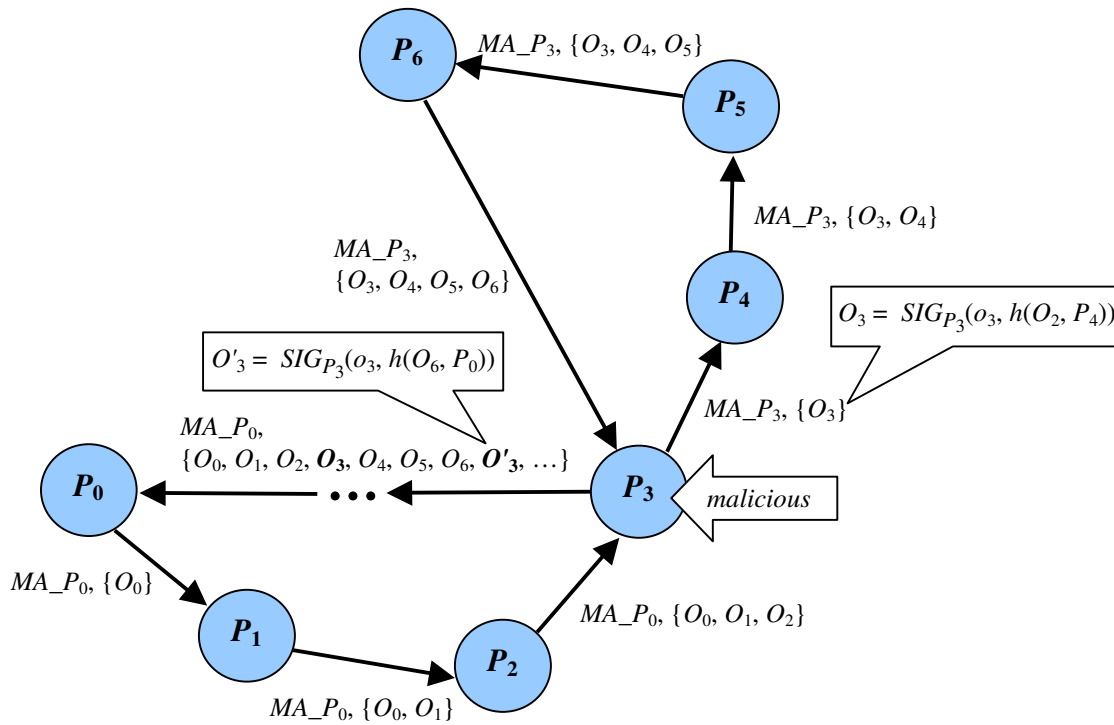 P₆
MA_P₃, {O₃, O₄, O₅}
P₅
MA_P₃, {O₃, O₄}
MA_P₃,
{O₃, O₄, O₅, O₆}
P₄
O₃ = SIG_P₃(o₃, h(O₂, P₄))
O'₃ = SIG_P₃(o₃, h(O₆, P₀))
MA_P₃, {O₃}
MA_P₀,
{O₀, O₁, O₂, O₃, O₄, O₅, O₆, O'₃, …}
P₀
•••
P₃
malicious
MA_P₀, {O₀}
P₁
MA_P₀, {O₀, O₁, O₂}
P₂
MA_P₀, {O₀, O₁}